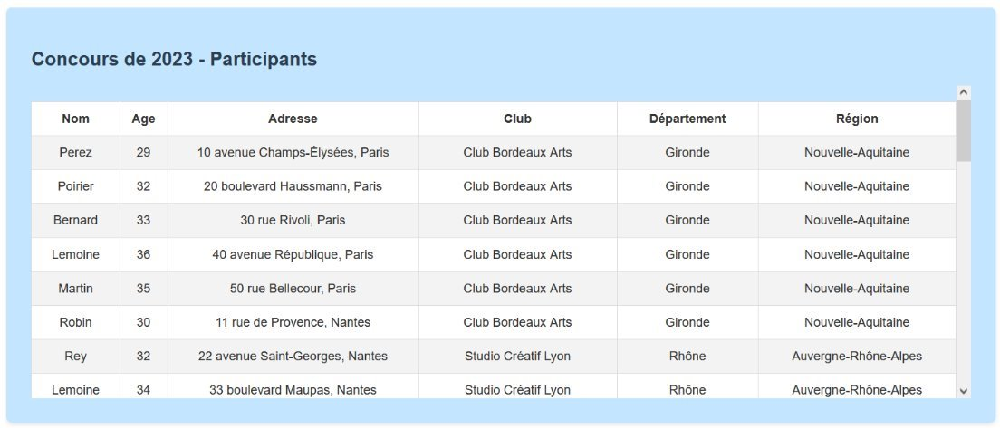 Concours de 2023 - Participants
Nom Age Adresse Club Département Région
Perez 29 10 avenue Champs-Élysées, Paris Club Bordeaux Arts Gironde Nouvelle-Aquitaine
Poirier 32 20 boulevard Haussmann, Paris Club Bordeaux Arts Gironde Nouvelle-Aquitaine
Bernard 33 30 rue Rivoli, Paris Club Bordeaux Arts Gironde Nouvelle-Aquitaine
Lemoine 36 40 avenue République, Paris Club Bordeaux Arts Gironde Nouvelle-Aquitaine
Martin 35 50 rue Bellecour, Paris Club Bordeaux Arts Gironde Nouvelle-Aquitaine
Robin 30 11 rue de Provence, Nantes Club Bordeaux Arts Gironde Nouvelle-Aquitaine
Rey 32 22 avenue Saint-Georges, Nantes Studio Créatif Lyon Rhône Auvergne-Rhône-Alpes
Lemoine 34 33 boulevard Maupas, Nantes Studio Créatif Lyon Rhône Auvergne-Rhône-Alpes